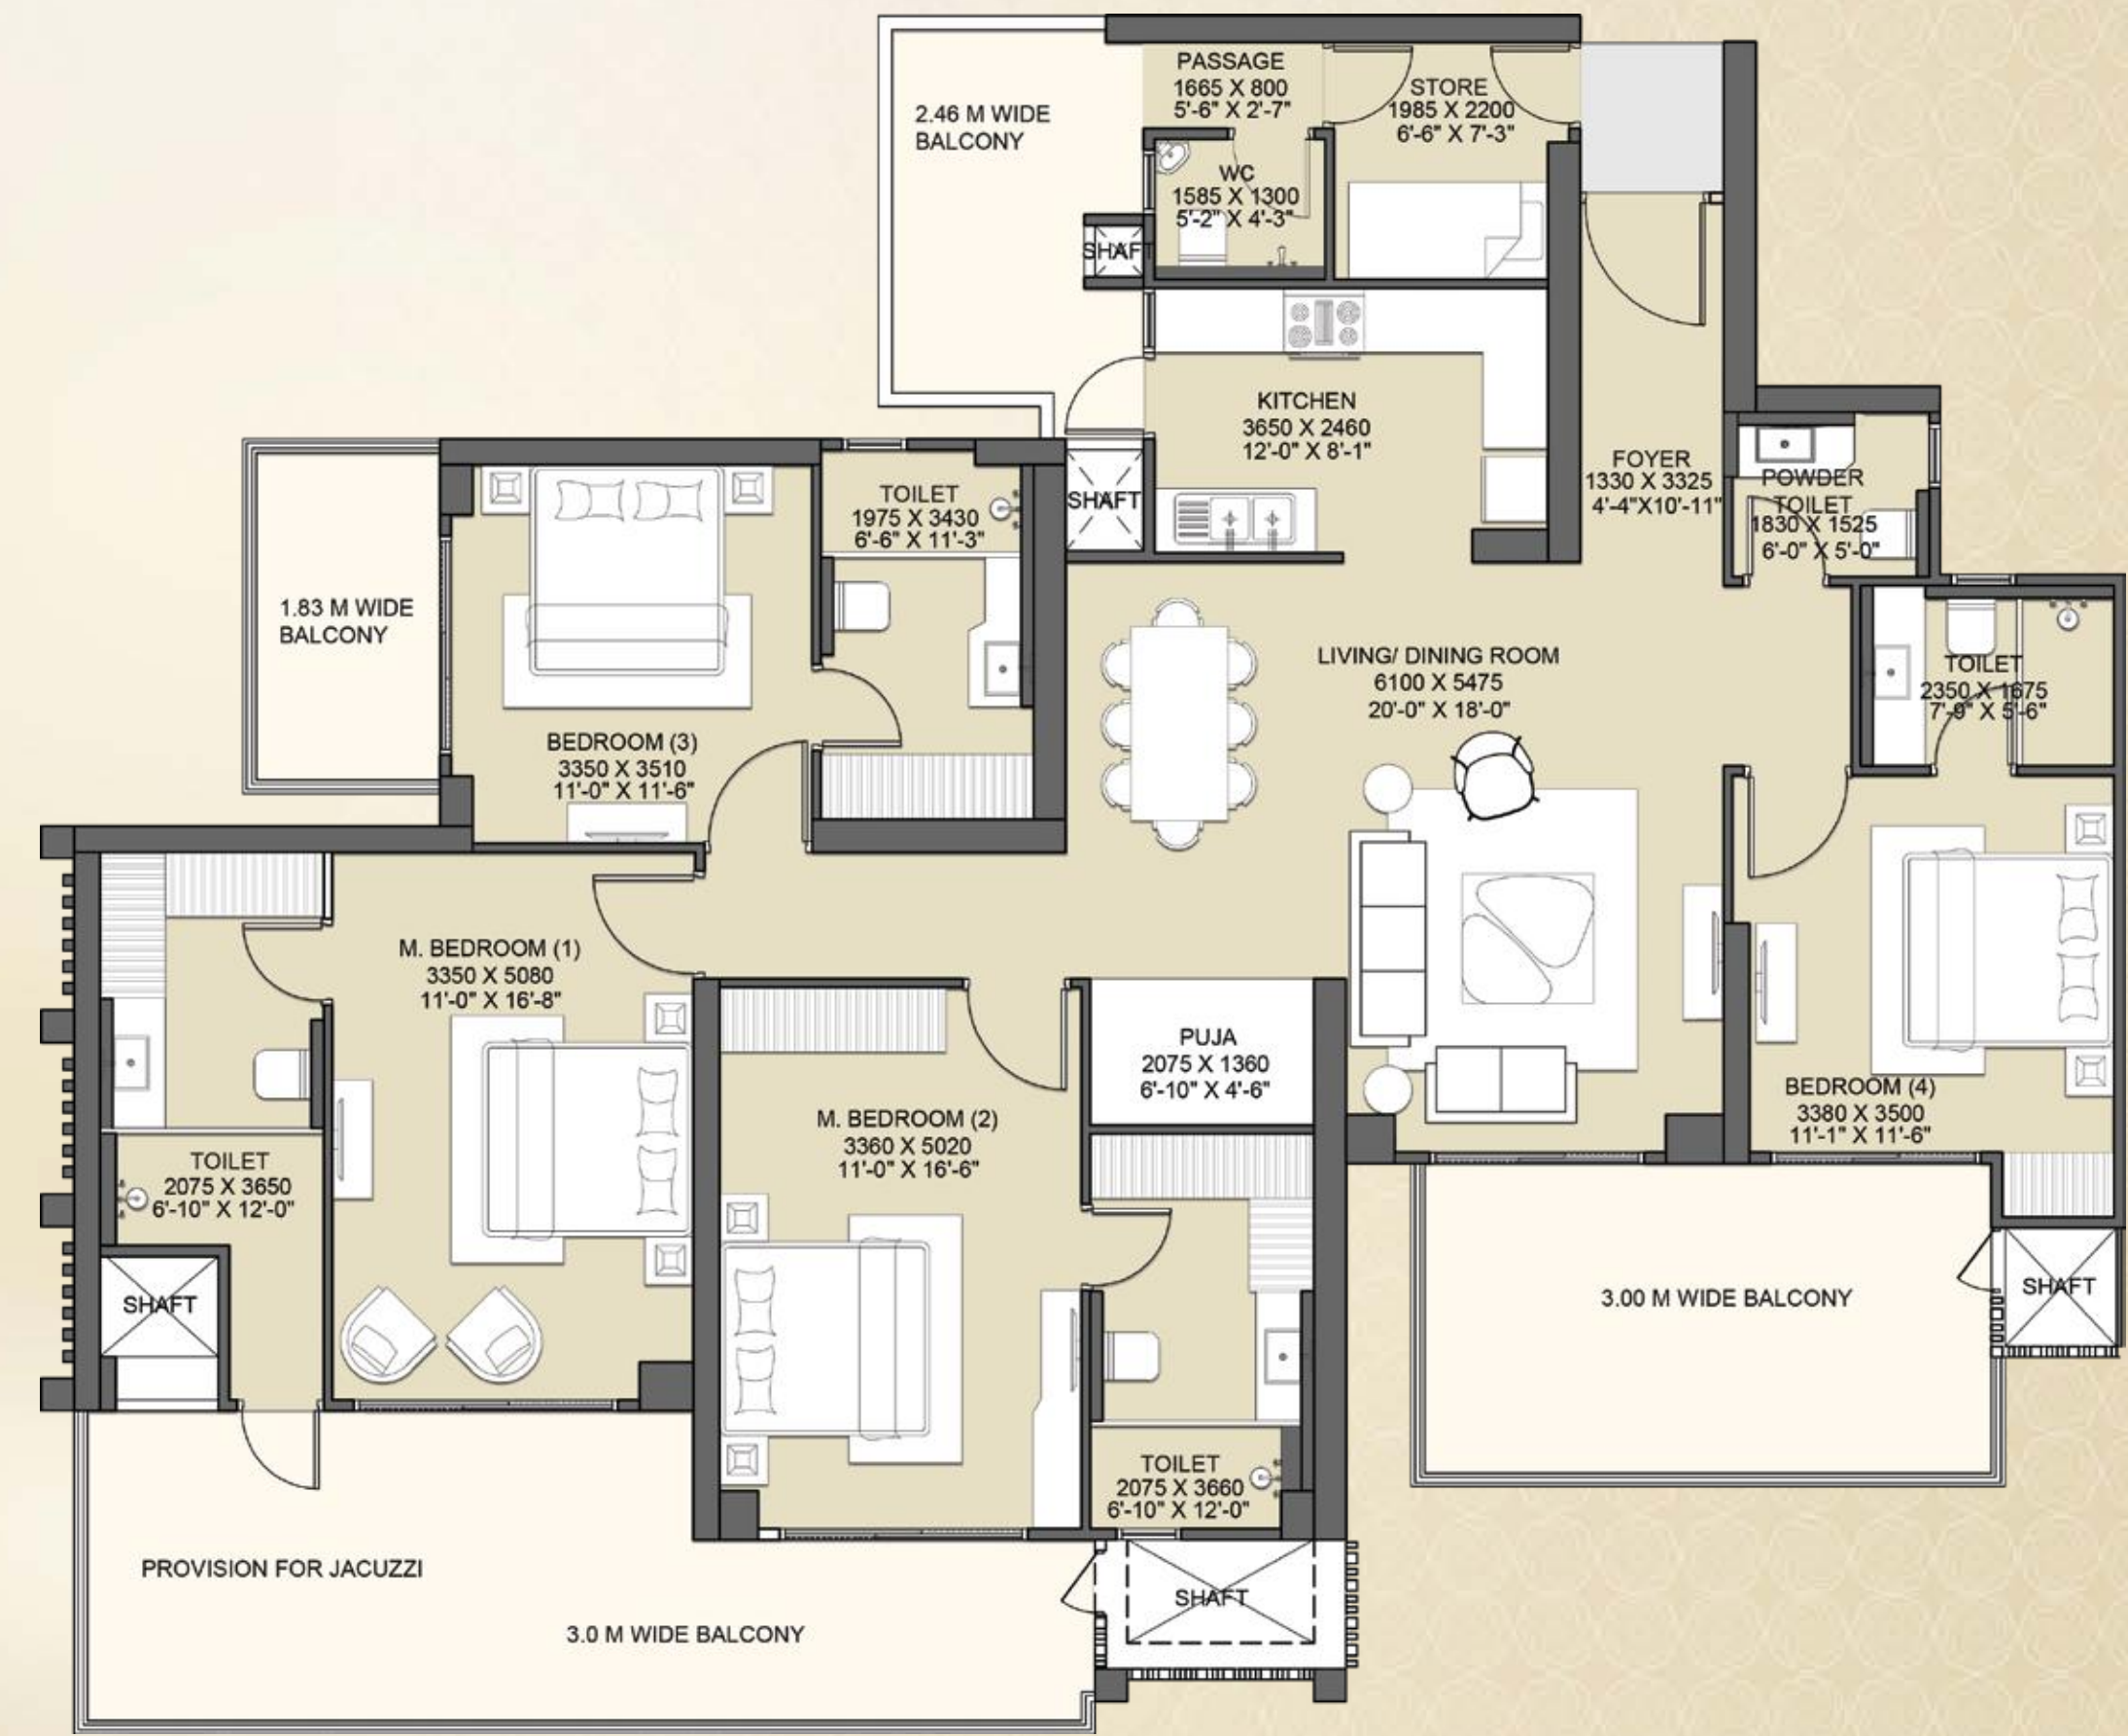 PASSAGE
1665 X 800
5'-6" X 2'-7"
STORE
1985 X 2200
6'-6" X 7'-3"
2.46 M WIDE
BALCONY
WC
1585 X 1300
5'-2" X 4'-3"
SHAFT
KITCHEN
3650 X 2460
12'-0" X 8'-1"
FOYER
1330 X 3325
4'-4"X10'-11"
POWDER
TOILET
1830 X 1525
6'-0" X 5'-0"
TOILET
1975 X 3430
6'-6" X 11'-3"
SHAFT
1.83 M WIDE
BALCONY
LIVING/ DINING ROOM
6100 X 5475
20'-0" X 18'-0"
TOILET
2350 X 1675
7'-9" X 5'-6"
BEDROOM (3)
3350 X 3510
11'-0" X 11'-6"
M. BEDROOM (1)
3350 X 5080
11'-0" X 16'-8"
PUJA
2075 X 1360
6'-10" X 4'-6"
BEDROOM (4)
3380 X 3500
11'-1" X 11'-6"
M. BEDROOM (2)
3360 X 5020
11'-0" X 16'-6"
TOILET
2075 X 3650
6'-10" X 12'-0"
SHAFT
3.00 M WIDE BALCONY
SHAFT
TOILET
2075 X 3660
6'-10" X 12'-0"
PROVISION FOR JACUZZI
SHAFT
3.0 M WIDE BALCONY